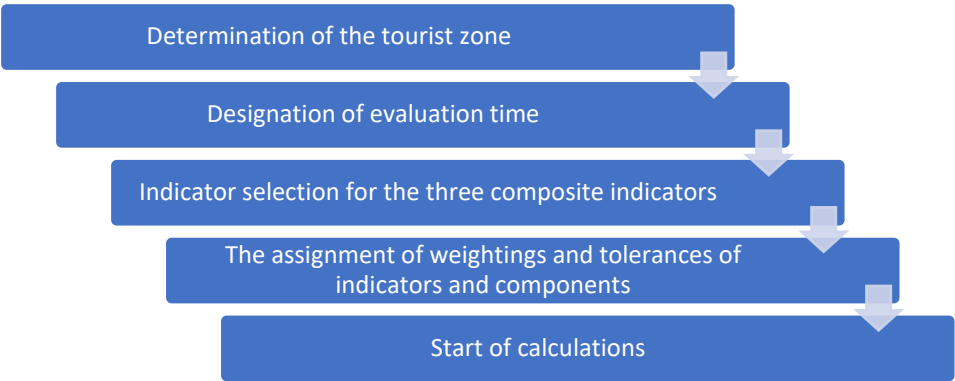 Determination of the tourist zone
Designation of evaluation time
Indicator selection for the three composite indicators
The assignment of weightings and tolerances of
indicators and components
Start of calculations